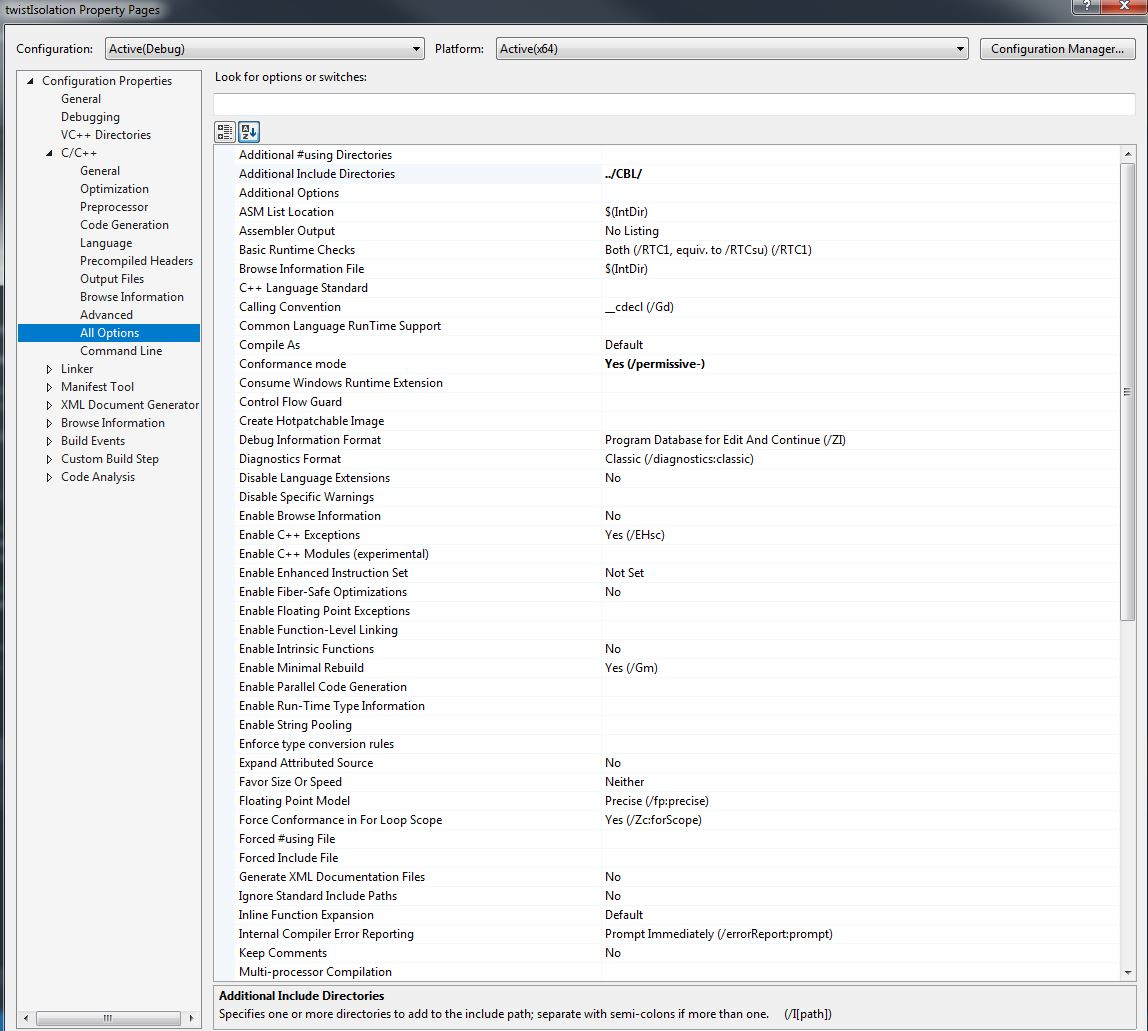 twistIsolation Property Pages
?
Configuration: Active(Debug) Platform: Active(x64) Configuration Manager...
Configuration Properties
General
Debugging
VC++ Directories
C/C++
General
Optimization
Preprocessor
Code Generation
Language
Precompiled Headers
Output Files
Browse Information
Advanced
All Options
Command Line
Linker
Manifest Tool
XML Document Generator
Browse Information
Build Events
Custom Build Step
Code Analysis
Look for options or switches:
Additional #using Directories
Additional Include Directories ../CBL/
Additional Options
ASM List Location $(IntDir)
Assembler Output No Listing
Basic Runtime Checks Both (/RTC1, equiv. to /RTCsu) (/RTC1)
Browse Information File $(IntDir)
C++ Language Standard
Calling Convention __cdecl (/Gd)
Common Language RunTime Support
Compile As Default
Conformance mode Yes (/permissive-)
Consume Windows Runtime Extension
Control Flow Guard
Create Hotpatchable Image
Debug Information Format Program Database for Edit And Continue (/ZI)
Diagnostics Format Classic (/diagnostics:classic)
Disable Language Extensions No
Disable Specific Warnings
Enable Browse Information No
Enable C++ Exceptions Yes (/EHsc)
Enable C++ Modules (experimental)
Enable Enhanced Instruction Set Not Set
Enable Fiber-Safe Optimizations No
Enable Floating Point Exceptions
Enable Function-Level Linking
Enable Intrinsic Functions No
Enable Minimal Rebuild Yes (/Gm)
Enable Parallel Code Generation
Enable Run-Time Type Information
Enable String Pooling
Enforce type conversion rules
Expand Attributed Source No
Favor Size Or Speed Neither
Floating Point Model Precise (/fp:precise)
Force Conformance in For Loop Scope Yes (/Zc:forScope)
Forced #using File
Forced Include File
Generate XML Documentation Files No
Ignore Standard Include Paths No
Inline Function Expansion Default
Internal Compiler Error Reporting Prompt Immediately (/errorReport:prompt)
Keep Comments No
Multi-processor Compilation
Additional Include Directories
Specifies one or more directories to add to the include path; separate with semi-colons if more than one. (/I[path])